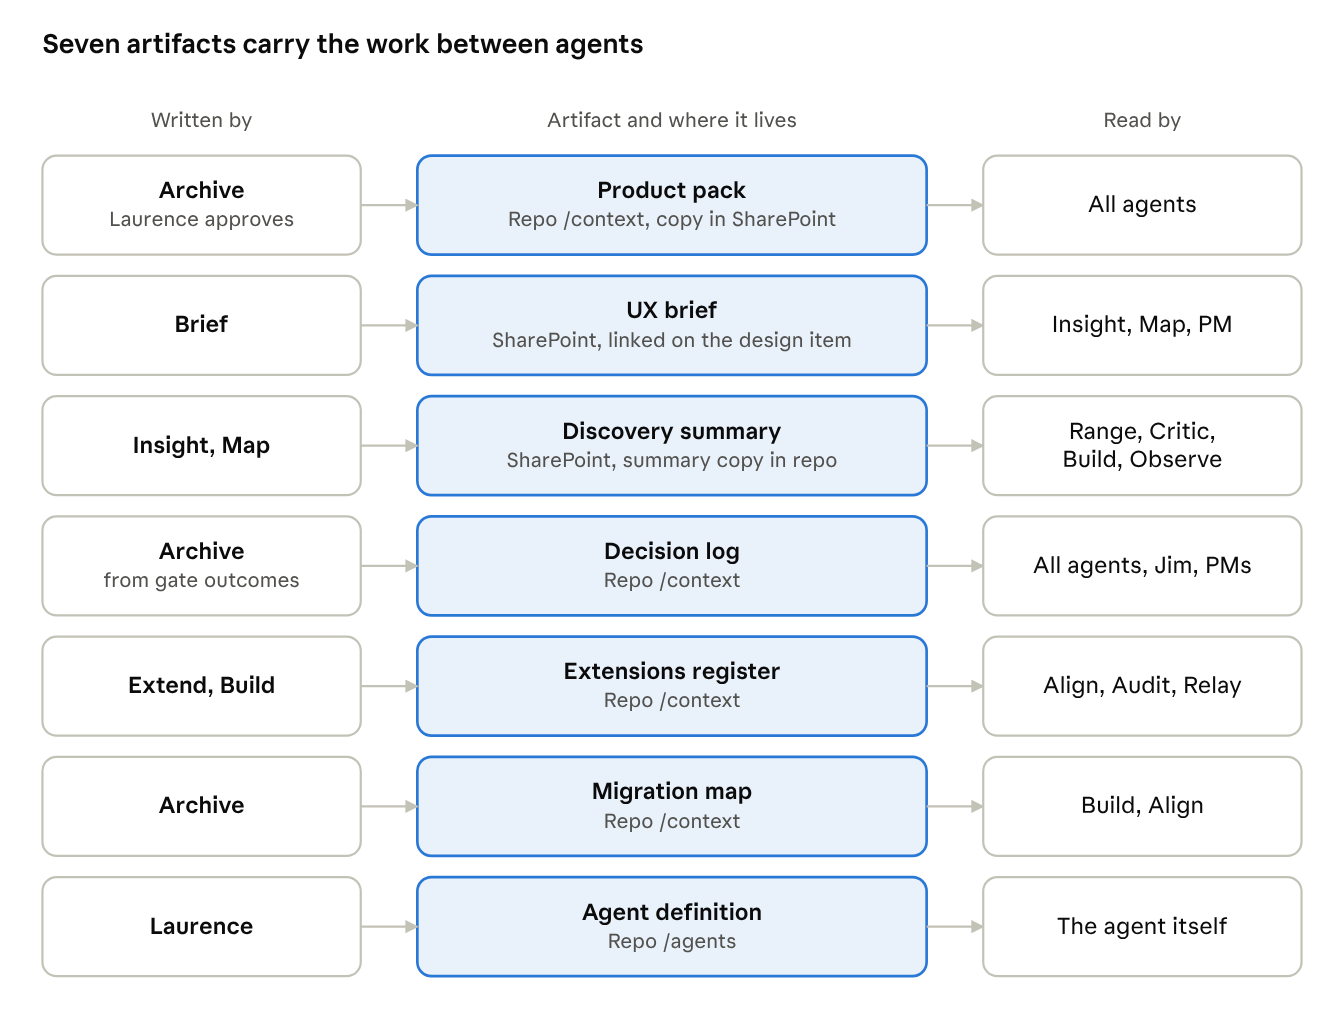 Seven artifacts carry the work between agents
Written by
Artifact and where it lives
Read by
Archive
Laurence approves
Product pack
Repo /context, copy in SharePoint
All agents
Brief
UX brief
SharePoint, linked on the design item
Insight, Map, PM
Insight, Map
Discovery summary
SharePoint, summary copy in repo
Range, Critic,
Build, Observe
Archive
from gate outcomes
Decision log
Repo /context
All agents, Jim, PMs
Extend, Build
Extensions register
Repo /context
Align, Audit, Relay
Archive
Migration map
Repo /context
Build, Align
Laurence
Agent definition
Repo /agents
The agent itself